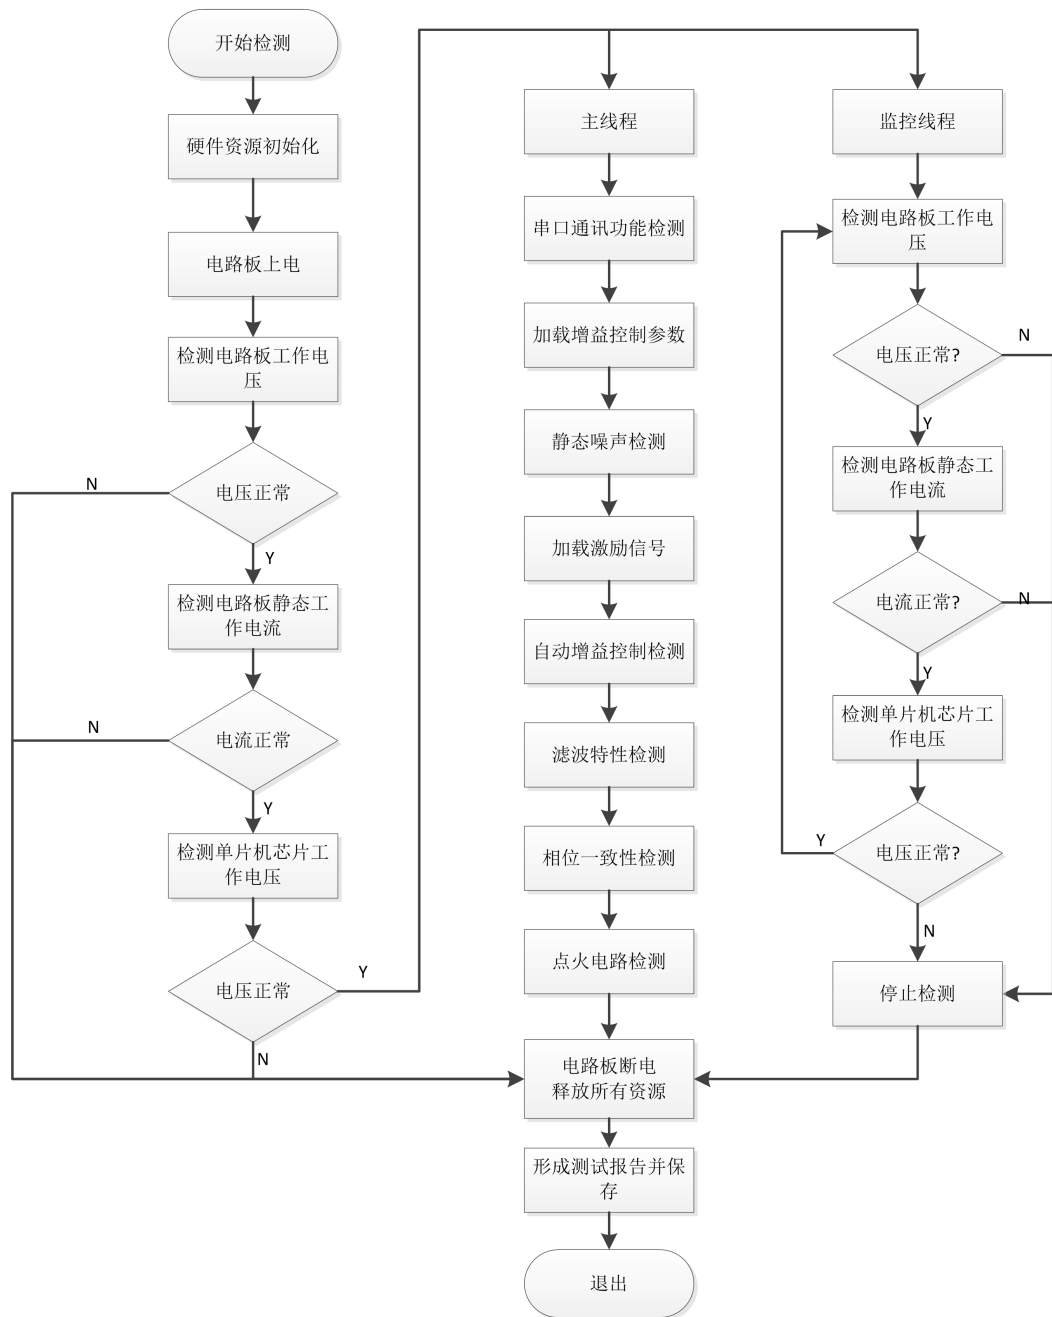 开始检测
硬件资源初始化
电路板上电
检测电路板工作电
压
电压正常
N
Y
检测电路板静态工
作电流
电流正常
N
Y
检测单片机芯片工
作电压
电压正常
Y
N
主线程
串口通讯功能检测
加载增益控制参数
静态噪声检测
加载激励信号
自动增益控制检测
滤波特性检测
相位一致性检测
点火电路检测
电路板断电
释放所有资源
形成测试报告并保
存
退出
监控线程
检测电路板工作电
压
电压正常?
N
Y
检测电路板静态工
作电流
电流正常?
N
Y
检测单片机芯片工
作电压
电压正常?
Y
N
停止检测